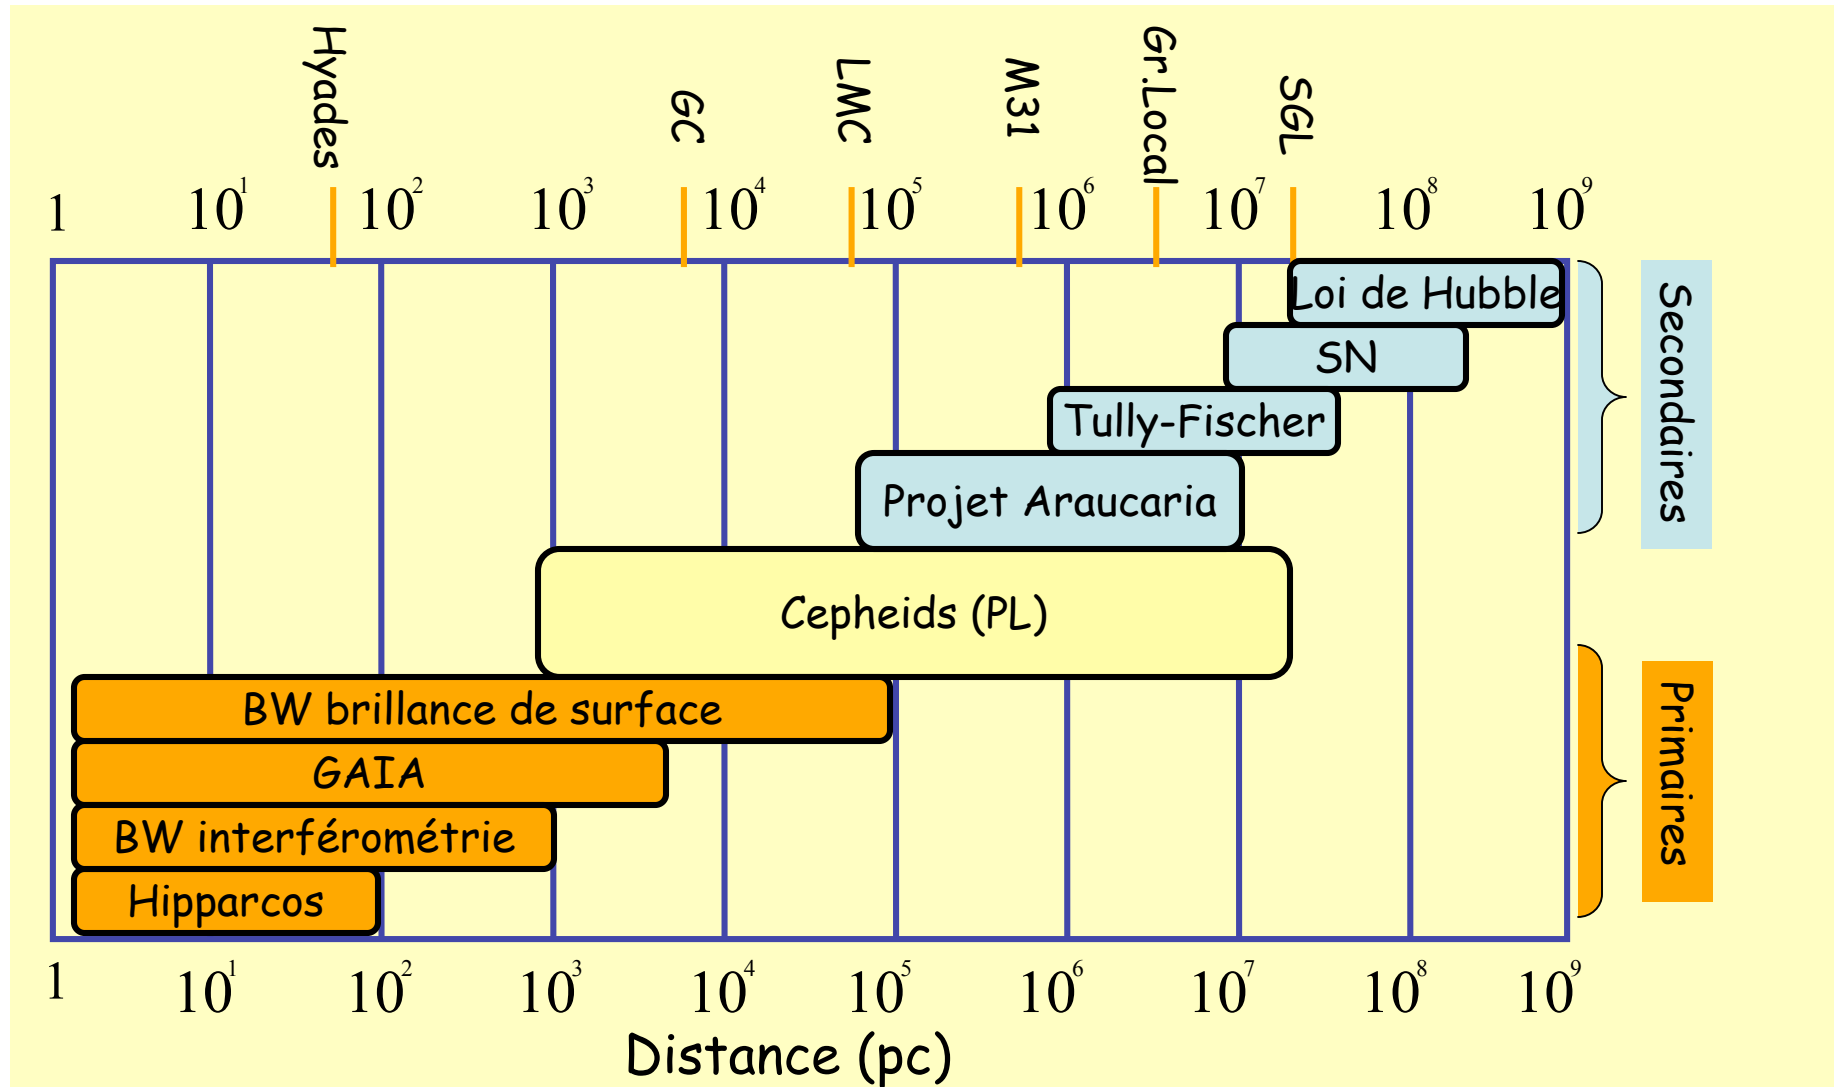 Hyades
GC
LMC
M31
Gr.Local
SGL
1 10¹ 10² 10³ 10⁴ 10⁵ 10⁶ 10⁷ 10⁸ 10⁹
Loi de Hubble
SN
Tully-Fischer
Projet Araucaria
Secondaires
Cepheids (PL)
BW brillance de surface
GAIA
BW interférométrie
Hipparcos
Primaires
1 10¹ 10² 10³ 10⁴ 10⁵ 10⁶ 10⁷ 10⁸ 10⁹
Distance (pc)